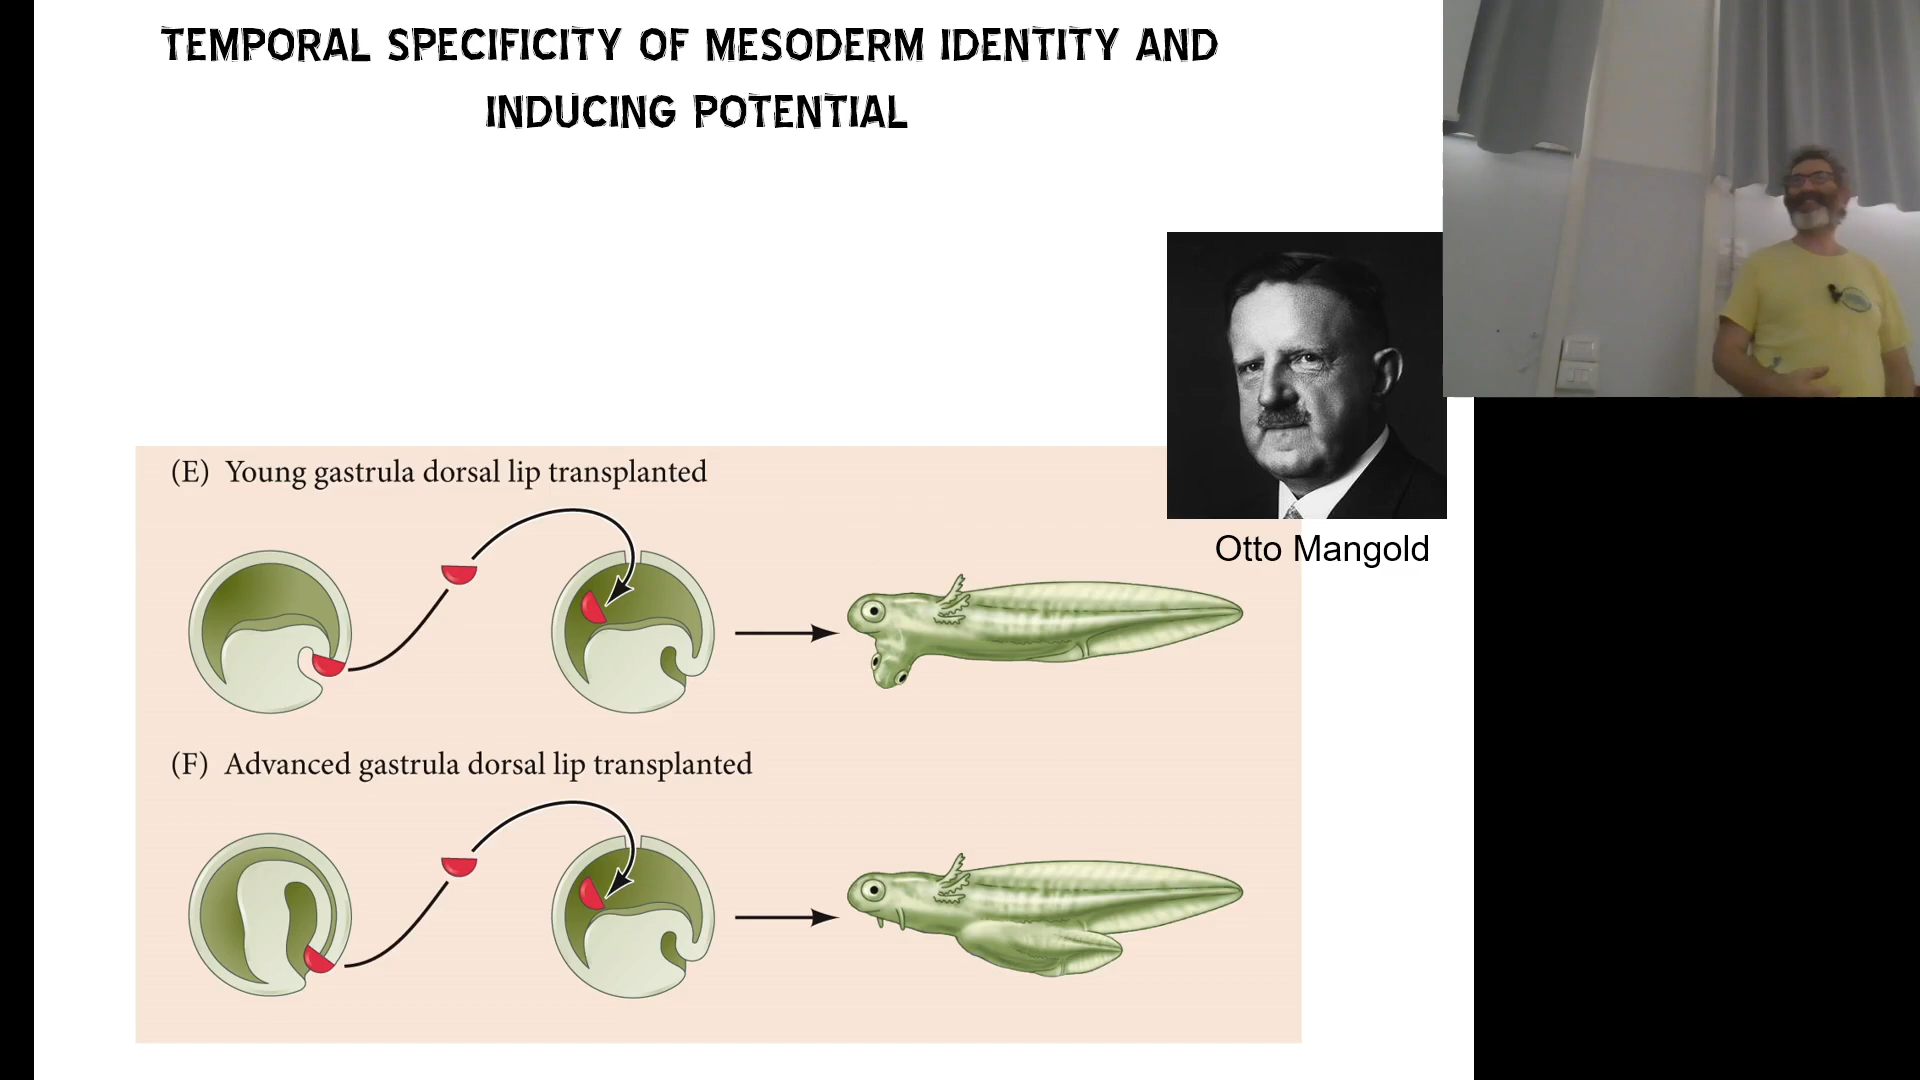 TEMPORAL SPECIFICITY OF MESODERM IDENTITY AND
INDUCING POTENTIAL
Otto Mangold
(E) Young gastrula dorsal lip transplanted
(F) Advanced gastrula dorsal lip transplanted